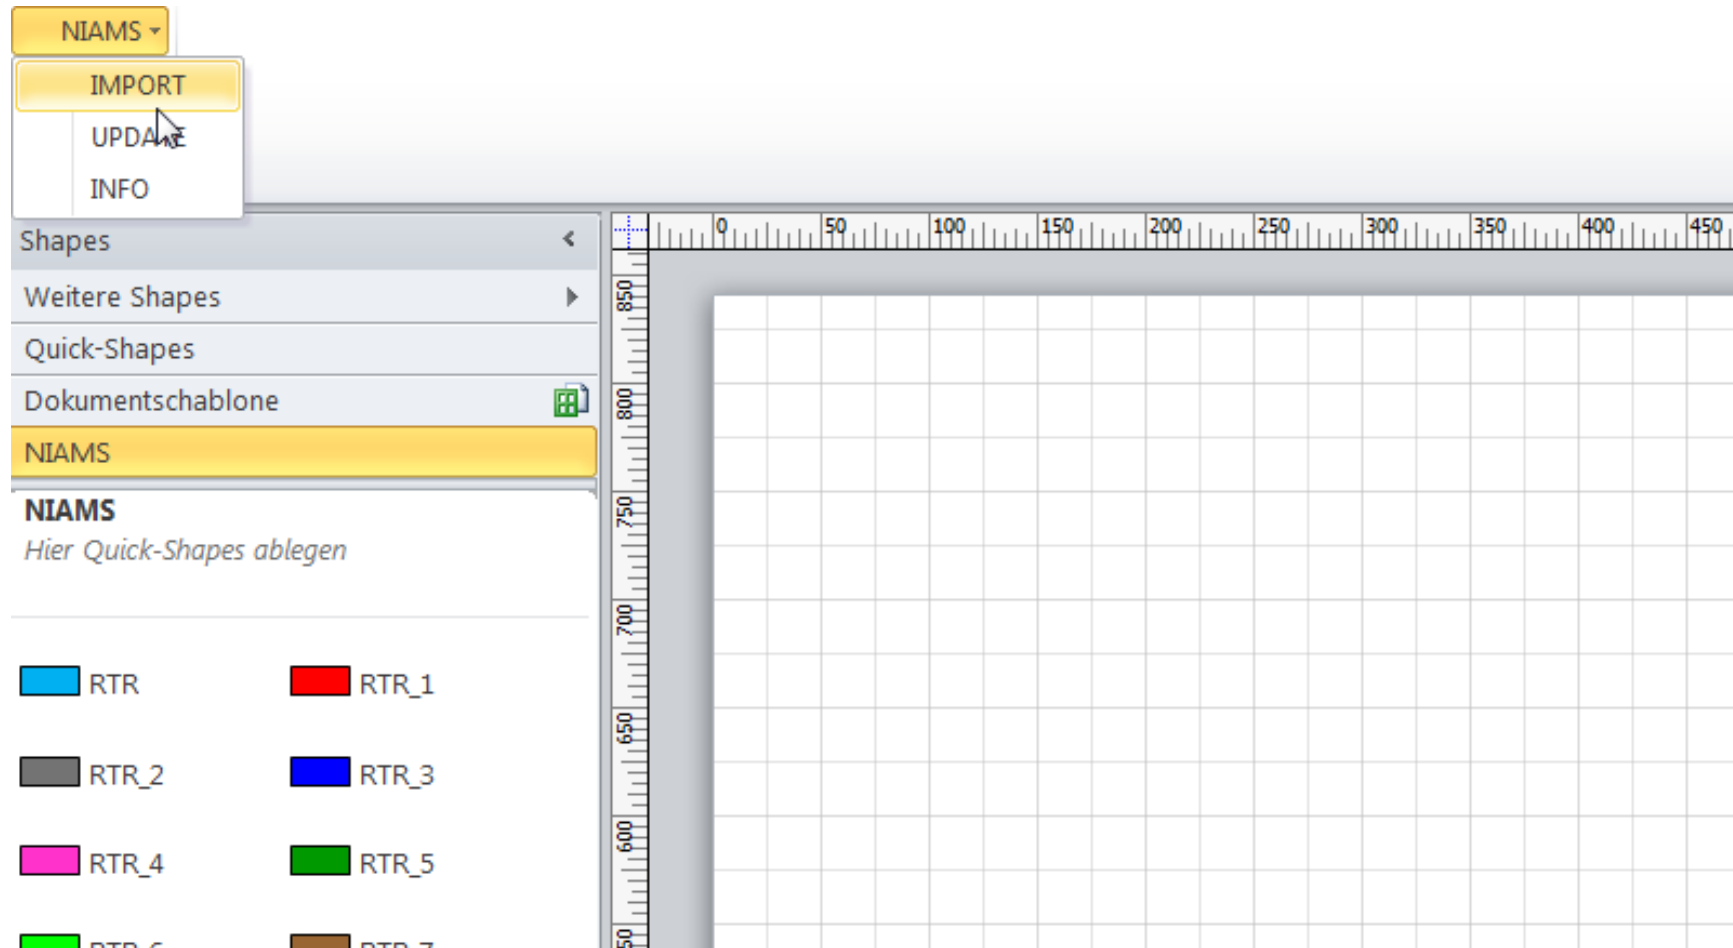 NIAMS
IMPORT
UPDATE
INFO
Shapes
Weitere Shapes
Quick-Shapes
Dokumentschablone
NIAMS
NIAMS
Hier Quick-Shapes ablegen
RTR RTR_1
RTR_2 RTR_3
RTR_4 RTR_5
RTR_6 RTR_7
0 50 100 150 200 250 300 350 400 450
850
800
750
700
650
600